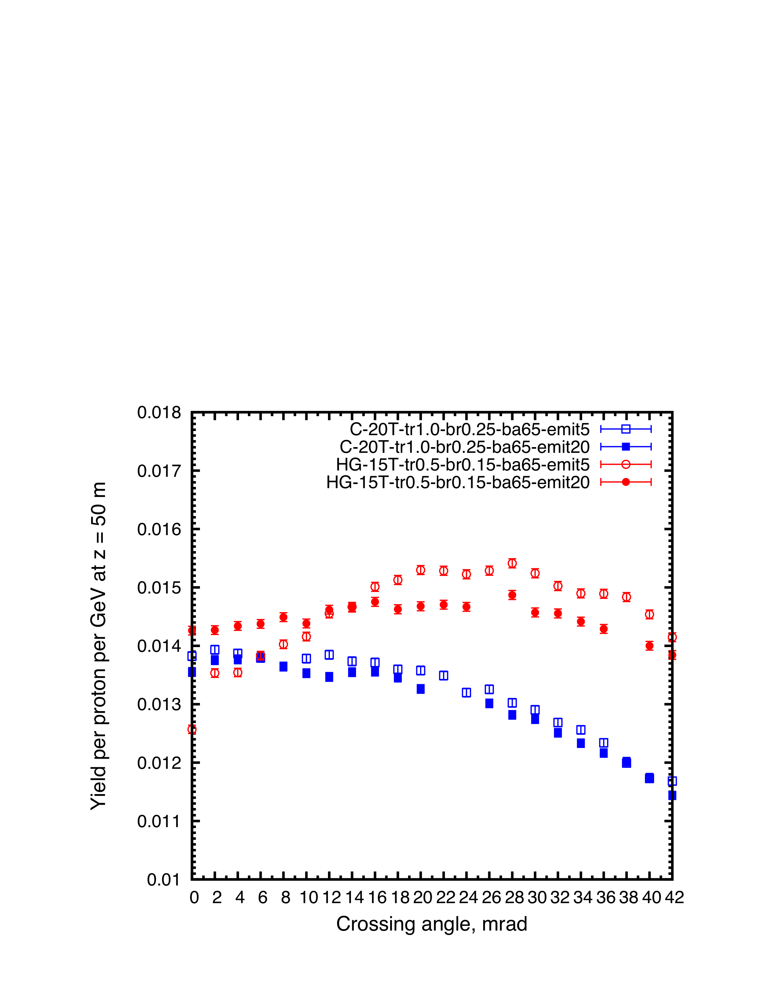 0.018
0.017
0.016
0.015
0.014
0.013
0.012
0.011
0.01
Yield per proton per GeV at z = 50 m
C-20T-tr1.0-br0.25-ba65-emit5
C-20T-tr1.0-br0.25-ba65-emit20
HG-15T-tr0.5-br0.15-ba65-emit5
HG-15T-tr0.5-br0.15-ba65-emit20
0 2 4 6 8 10 12 14 16 18 20 22 24 26 28 30 32 34 36 38 40 42
Crossing angle, mrad